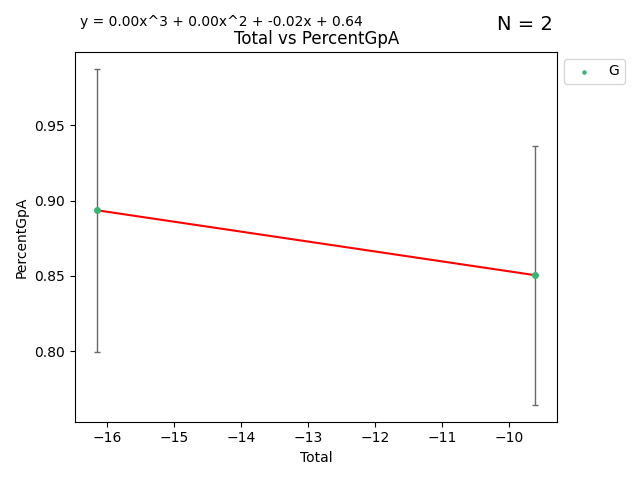 y = 0.00x^3 + 0.00x^2 + -0.02x + 0.64
N = 2
Total vs PercentGpA
G
0.95
0.90
0.85
0.80
PercentGpA
−16 −15 −14 −13 −12 −11 −10
Total